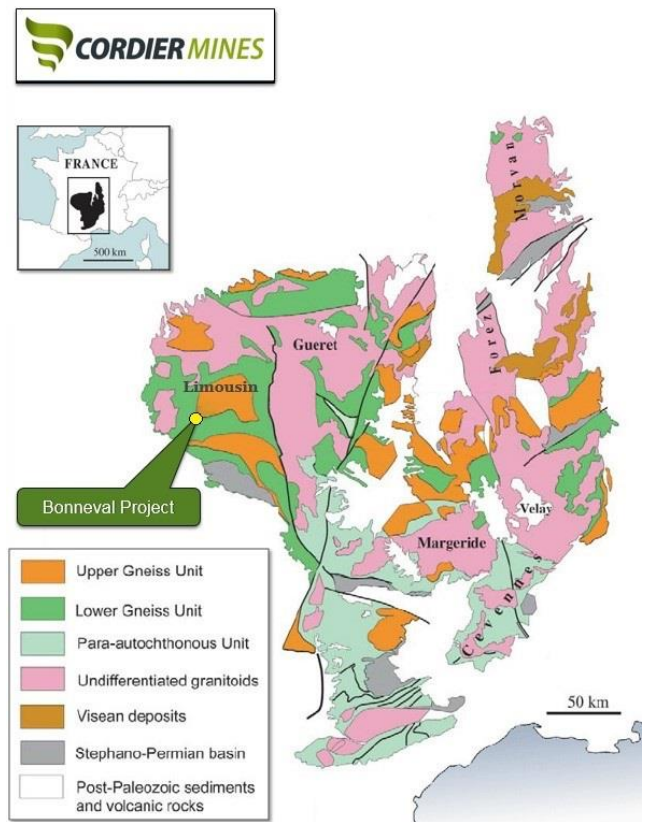 CORDIER MINES
FRANCE
500 km
Morvan
Forez
Gueret
Limousin
Bonneval Project
Velay
Margeride
Cevennes
Upper Gneiss Unit
Lower Gneiss Unit
Para-autochthonous Unit
Undifferentiated granitoids
Visean deposits
Stephano-Permian basin
Post-Paleozoic sediments
and volcanic rocks
50 km